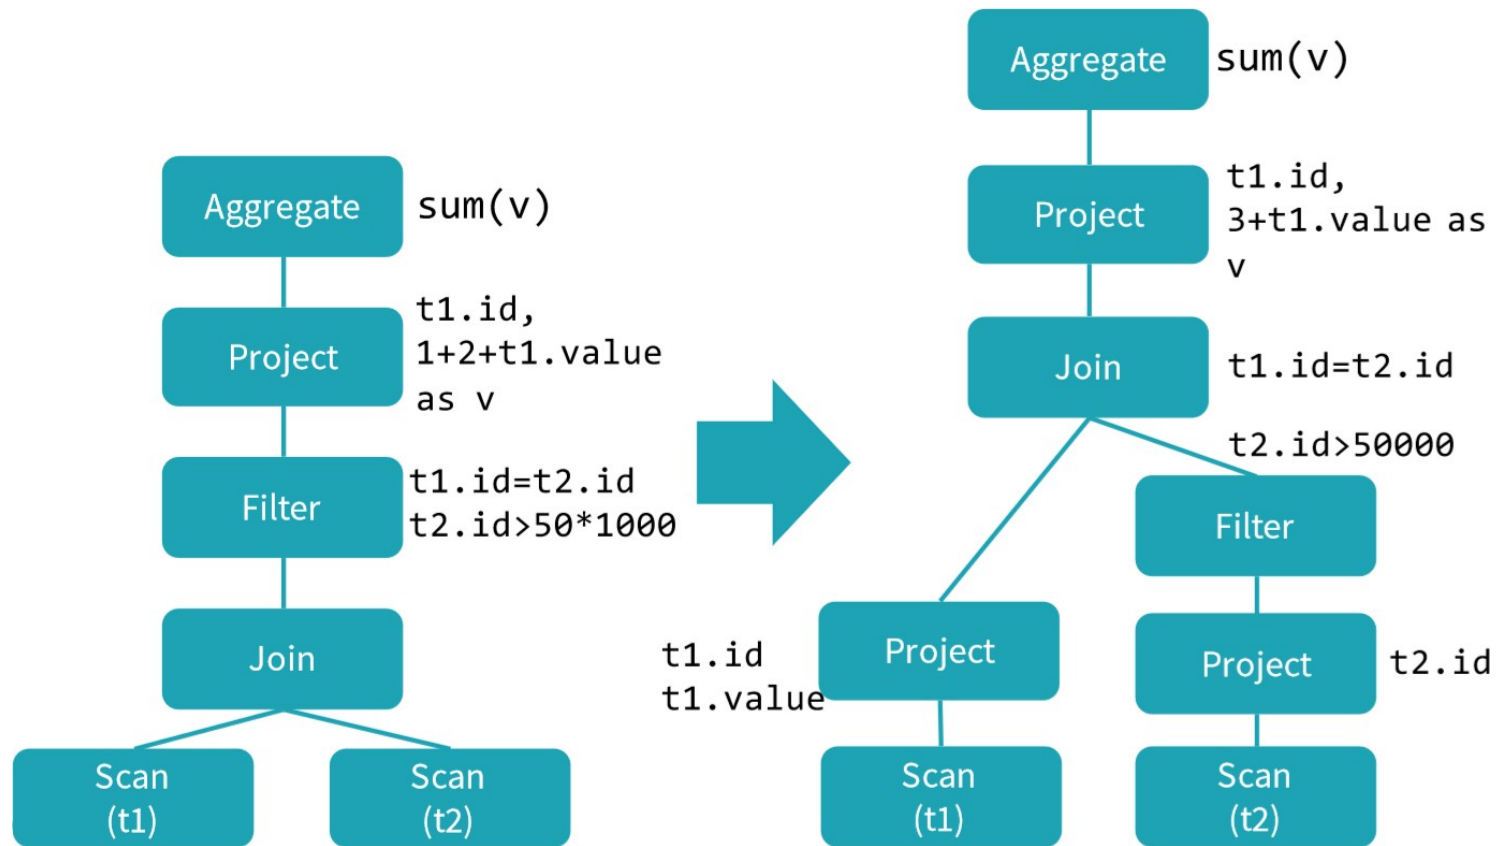 Aggregate
sum(v)
Project
t1.id,
1+2+t1.value
as v
Filter
t1.id=t2.id
t2.id>50*1000
Join
Scan
(t1)
Scan
(t2)
Aggregate
sum(v)
Project
t1.id,
3+t1.value as
v
Join
t1.id=t2.id
t2.id>50000
Filter
Project
t1.id
t1.value
Project
t2.id
Scan
(t1)
Scan
(t2)